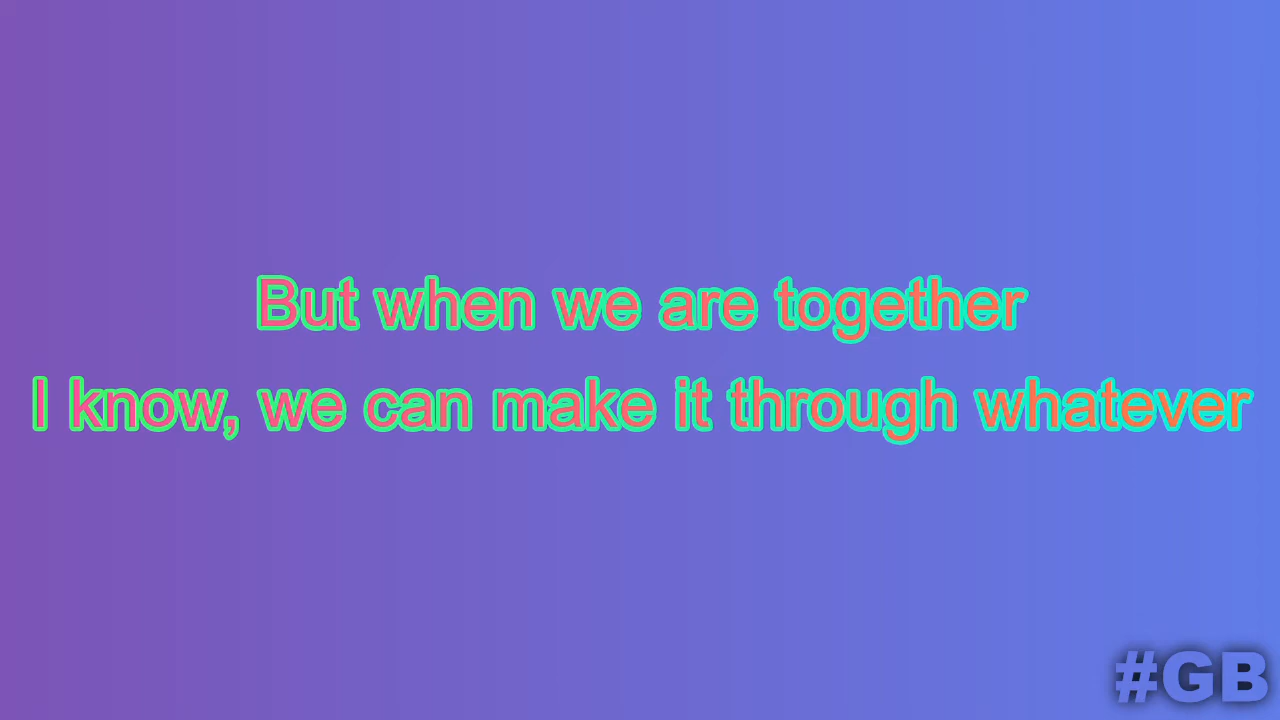 But when we are together
I know, we can make it through whatever
#GB